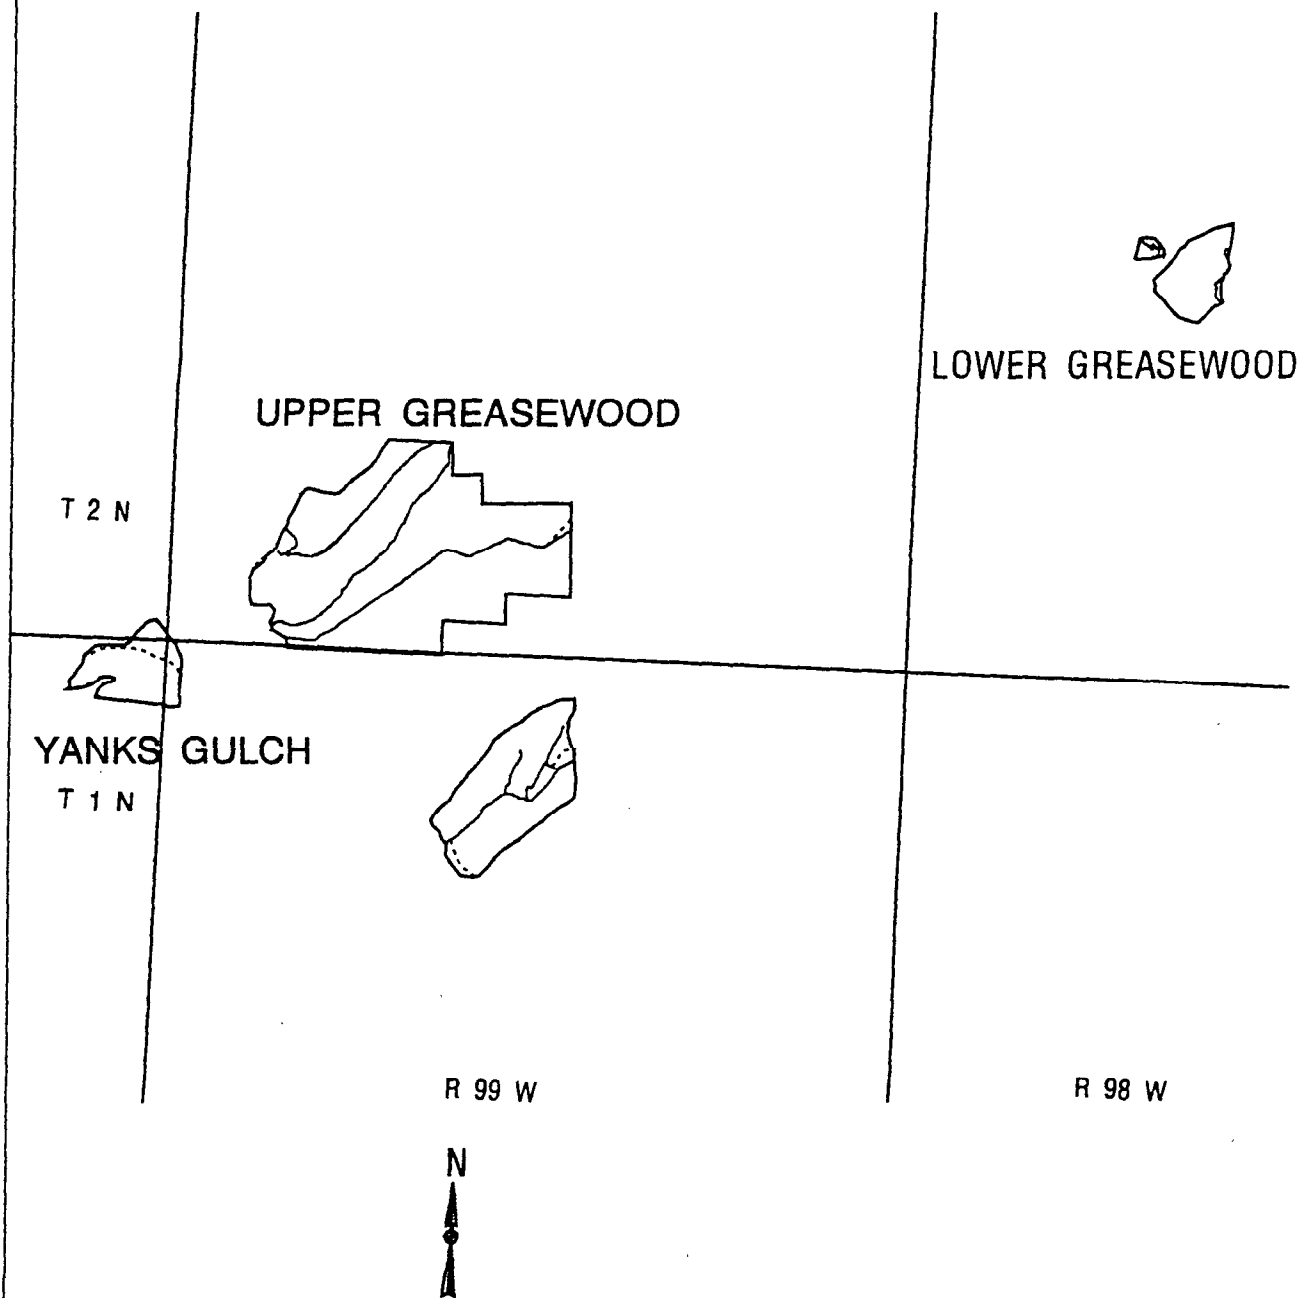 LOWER GREASEWOOD
UPPER GREASEWOOD
T 2 N
YANKS GULCH
T 1 N
R 99 W
R 98 W
N